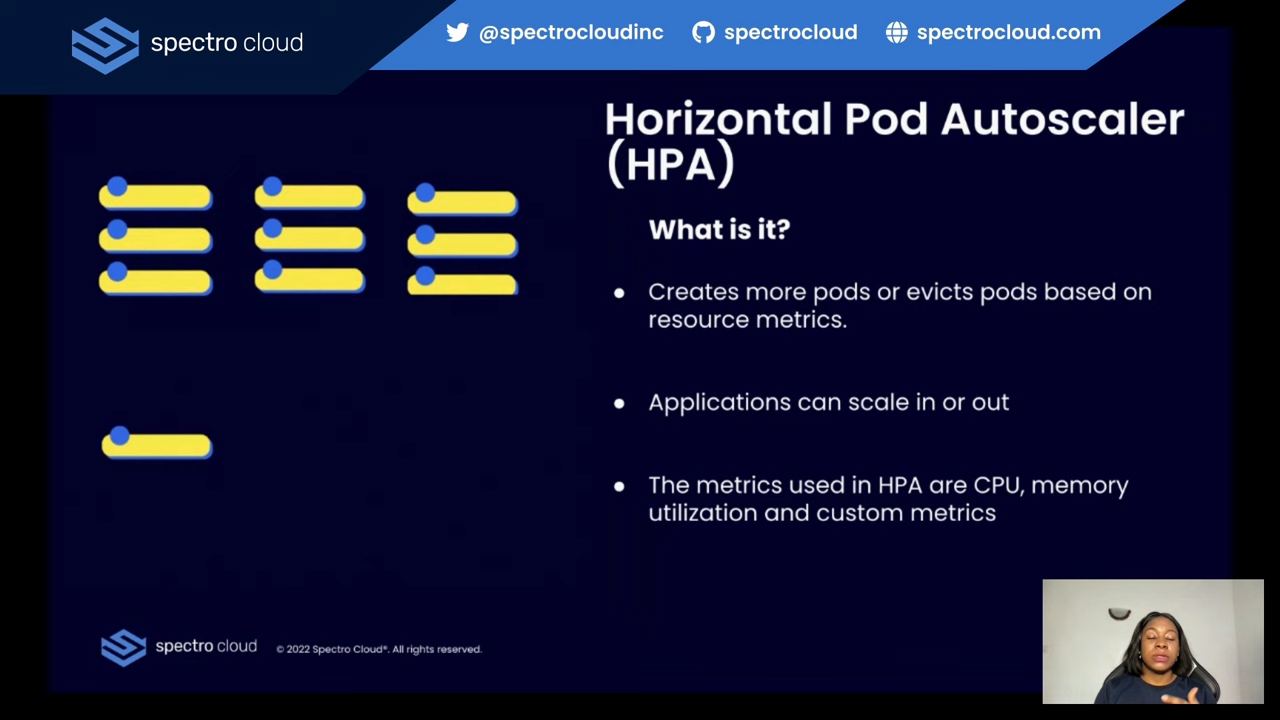 spectro cloud
@spectrocloudinc
spectrocloud
spectrocloud.com
Horizontal Pod Autoscaler
(HPA)
What is it?
• Creates more pods or evicts pods based on
resource metrics.
• Applications can scale in or out
• The metrics used in HPA are CPU, memory
utilization and custom metrics
spectro cloud
© 2022 Spectro Cloud®. All rights reserved.